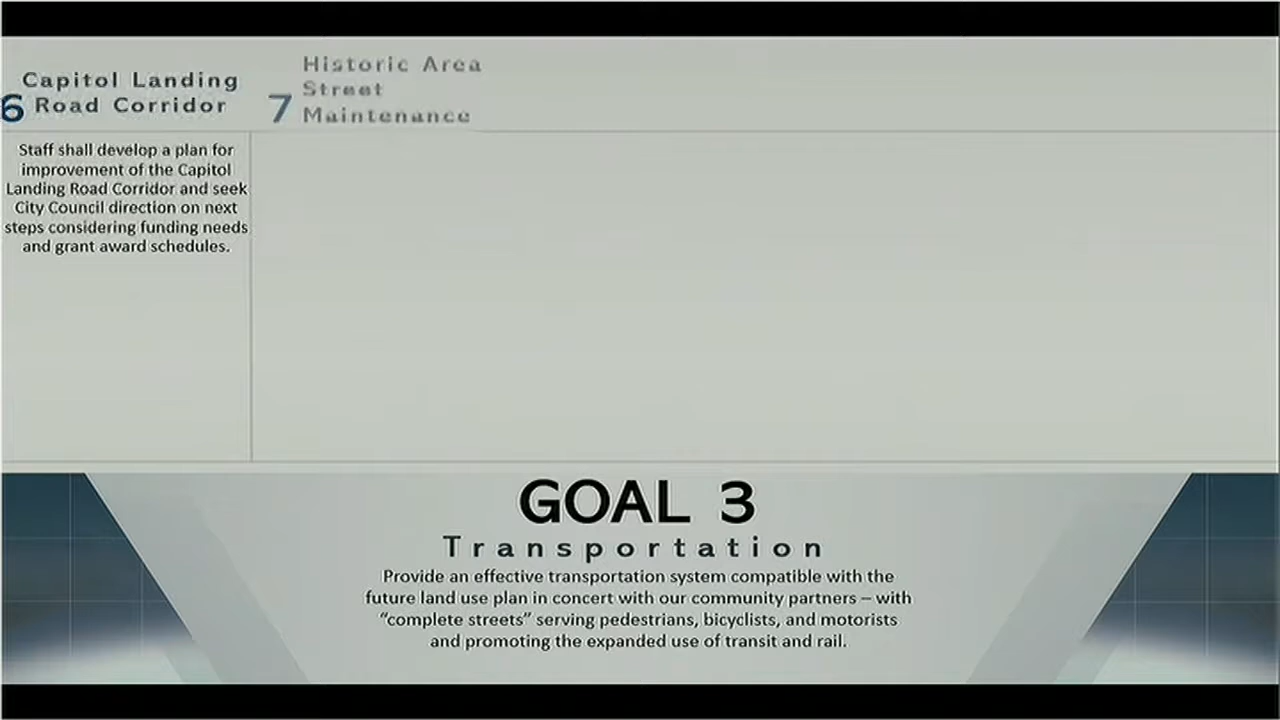 6
Capitol Landing
Road Corridor
Staff shall develop a plan for
improvement of the Capitol
Landing Road Corridor and seek
City Council direction on next
steps considering funding needs
and grant award schedules.
7
Historic Area
Street
Maintenance
GOAL 3
Transportation
Provide an effective transportation system compatible with the
future land use plan in concert with our community partners – with
“complete streets” serving pedestrians, bicyclists, and motorists
and promoting the expanded use of transit and rail.